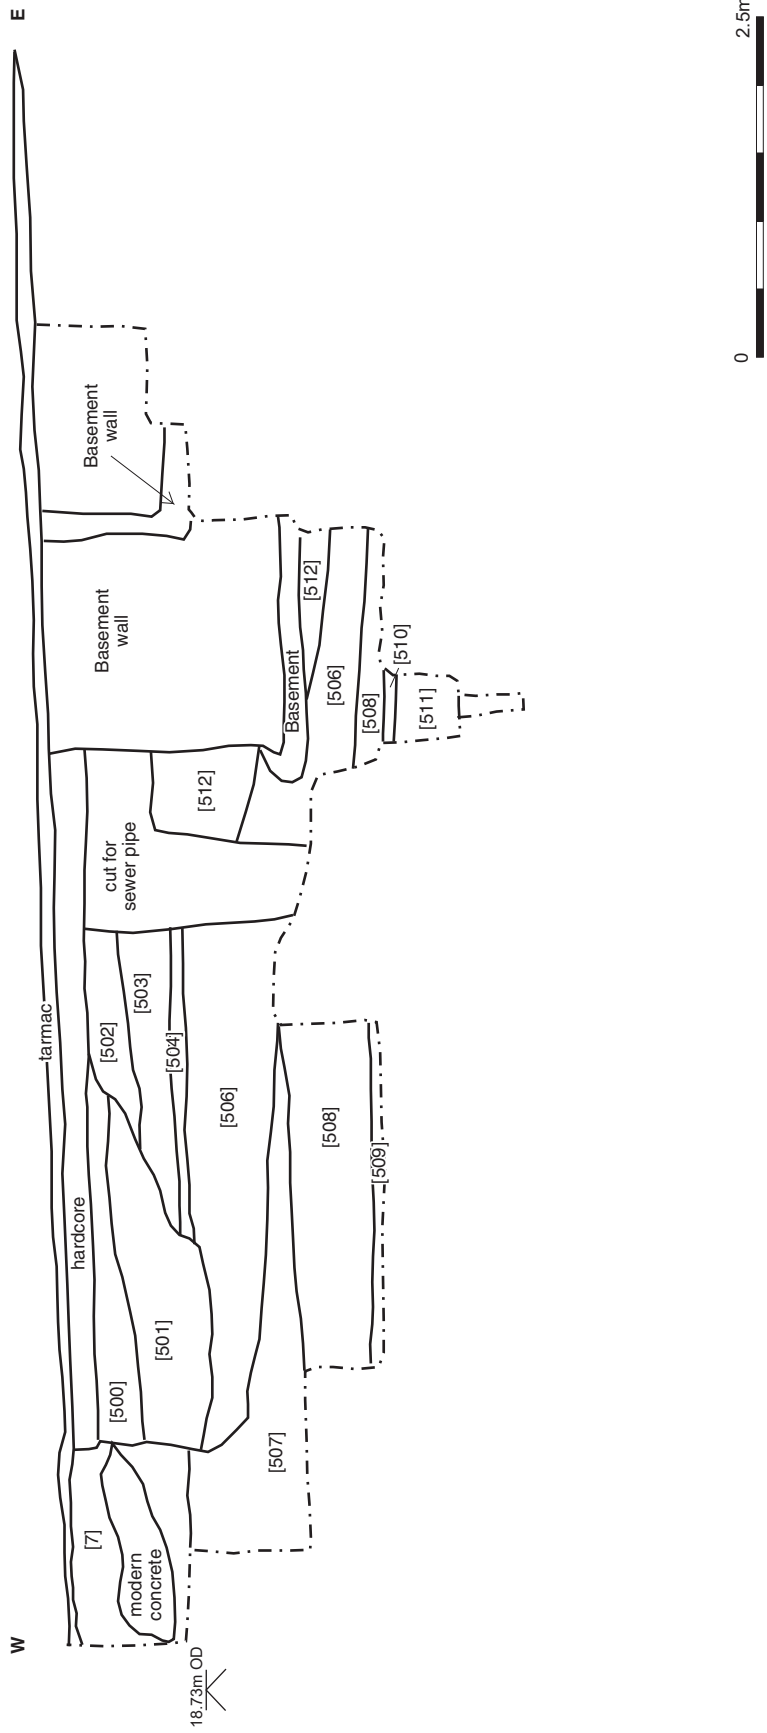 W
E
tarmac
hardcore
[7]
modern
concrete
[500]
[501]
[502]
[503]
[504]
[506]
[507]
[508]
[509]
cut for
sewer pipe
[512]
Basement
wall
Basement
wall
Basement
[512]
[506]
[508]
[510]
[511]
18.73m OD
0
2.5m